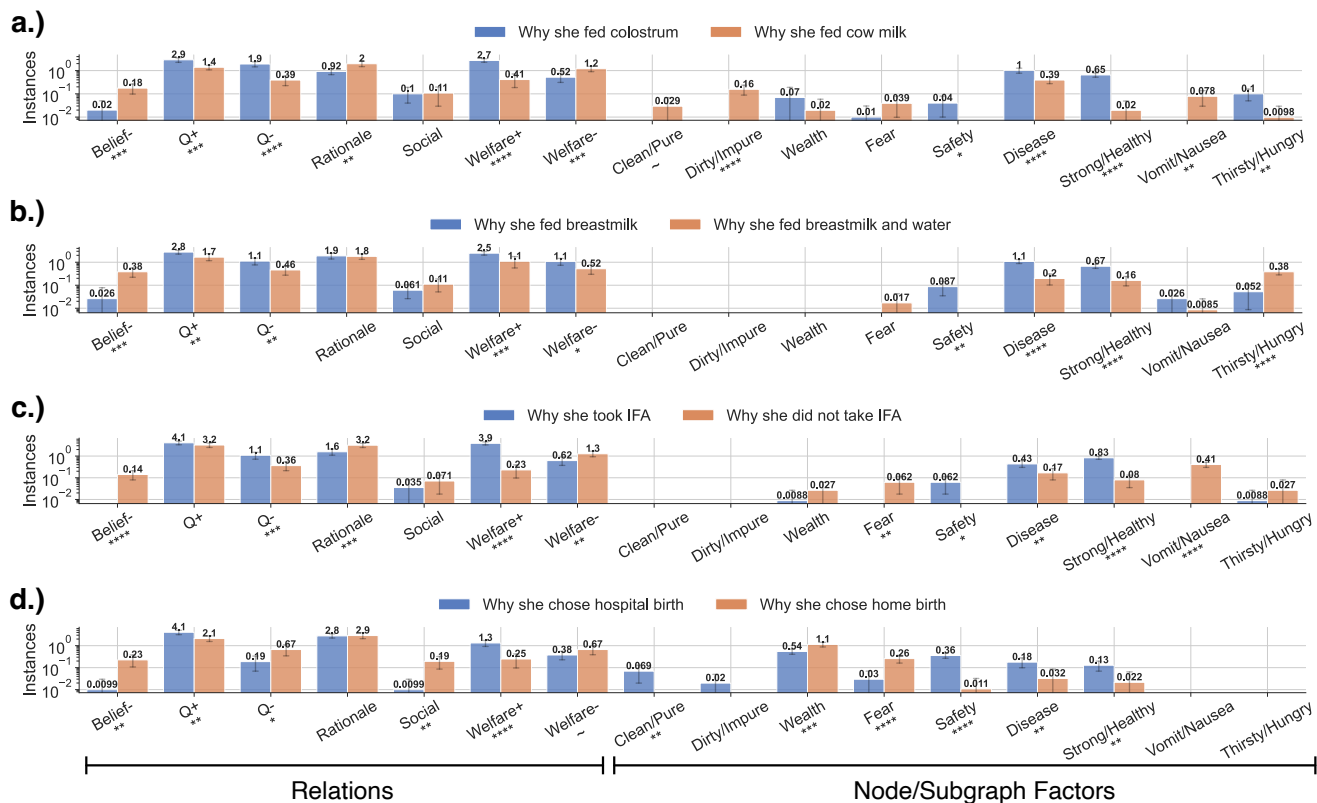 a.)
Why she fed colostrum Why she fed cow milk
Instances
10^0
10^-1
10^-2
0.02 0.18 2.9 1.4 1.9 0.39 0.92 2 0.1 0.11 2.7 0.41 0.52 1.2 0.029 0.16 0.07 0.02 0.01 0.039 0.04 1 0.39 0.65 0.02 0.078 0.1 0.0098
Belief- Q+ Q- Rationale Social Welfare+ Welfare- Clean/Pure Dirty/Impure Wealth Fear Safety Disease Strong/Healthy Vomit/Nausea Thirsty/Hungry
*** *** **** ** **** *** ~ **** * **** **** ** **
b.)
Why she fed breastmilk Why she fed breastmilk and water
Instances
10^0
10^-1
10^-2
0.026 0.38 2.8 1.7 1.1 0.46 1.9 1.8 0.061 0.11 2.5 1.1 1.1 0.52 0.017 0.087 1.1 0.2 0.67 0.16 0.026 0.0085 0.052 0.38
Belief- Q+ Q- Rationale Social Welfare+ Welfare- Clean/Pure Dirty/Impure Wealth Fear Safety Disease Strong/Healthy Vomit/Nausea Thirsty/Hungry
*** ** ** *** * ** **** **** ****
c.)
Why she took IFA Why she did not take IFA
Instances
10^0
10^-1
10^-2
0.14 4.1 3.2 1.1 0.36 1.6 3.2 0.035 0.071 3.9 0.23 0.62 1.3 0.0088 0.027 0.062 0.062 0.43 0.17 0.83 0.08 0.41 0.0088 0.027
Belief- Q+ Q- Rationale Social Welfare+ Welfare- Clean/Pure Dirty/Impure Wealth Fear Safety Disease Strong/Healthy Vomit/Nausea Thirsty/Hungry
**** *** *** **** ** ** * ** **** ****
d.)
Why she chose hospital birth Why she chose home birth
Instances
10^0
10^-1
10^-2
0.0099 0.23 4.1 2.1 0.19 0.67 2.8 2.9 0.0099 0.19 1.3 0.25 0.38 0.67 0.069 0.02 0.54 1.1 0.03 0.26 0.36 0.011 0.18 0.032 0.13 0.022
Belief- Q+ Q- Rationale Social Welfare+ Welfare- Clean/Pure Dirty/Impure Wealth Fear Safety Disease Strong/Healthy Vomit/Nausea Thirsty/Hungry
** ** * ** **** ~ ** *** **** **** ** **
Relations Node/Subgraph Factors